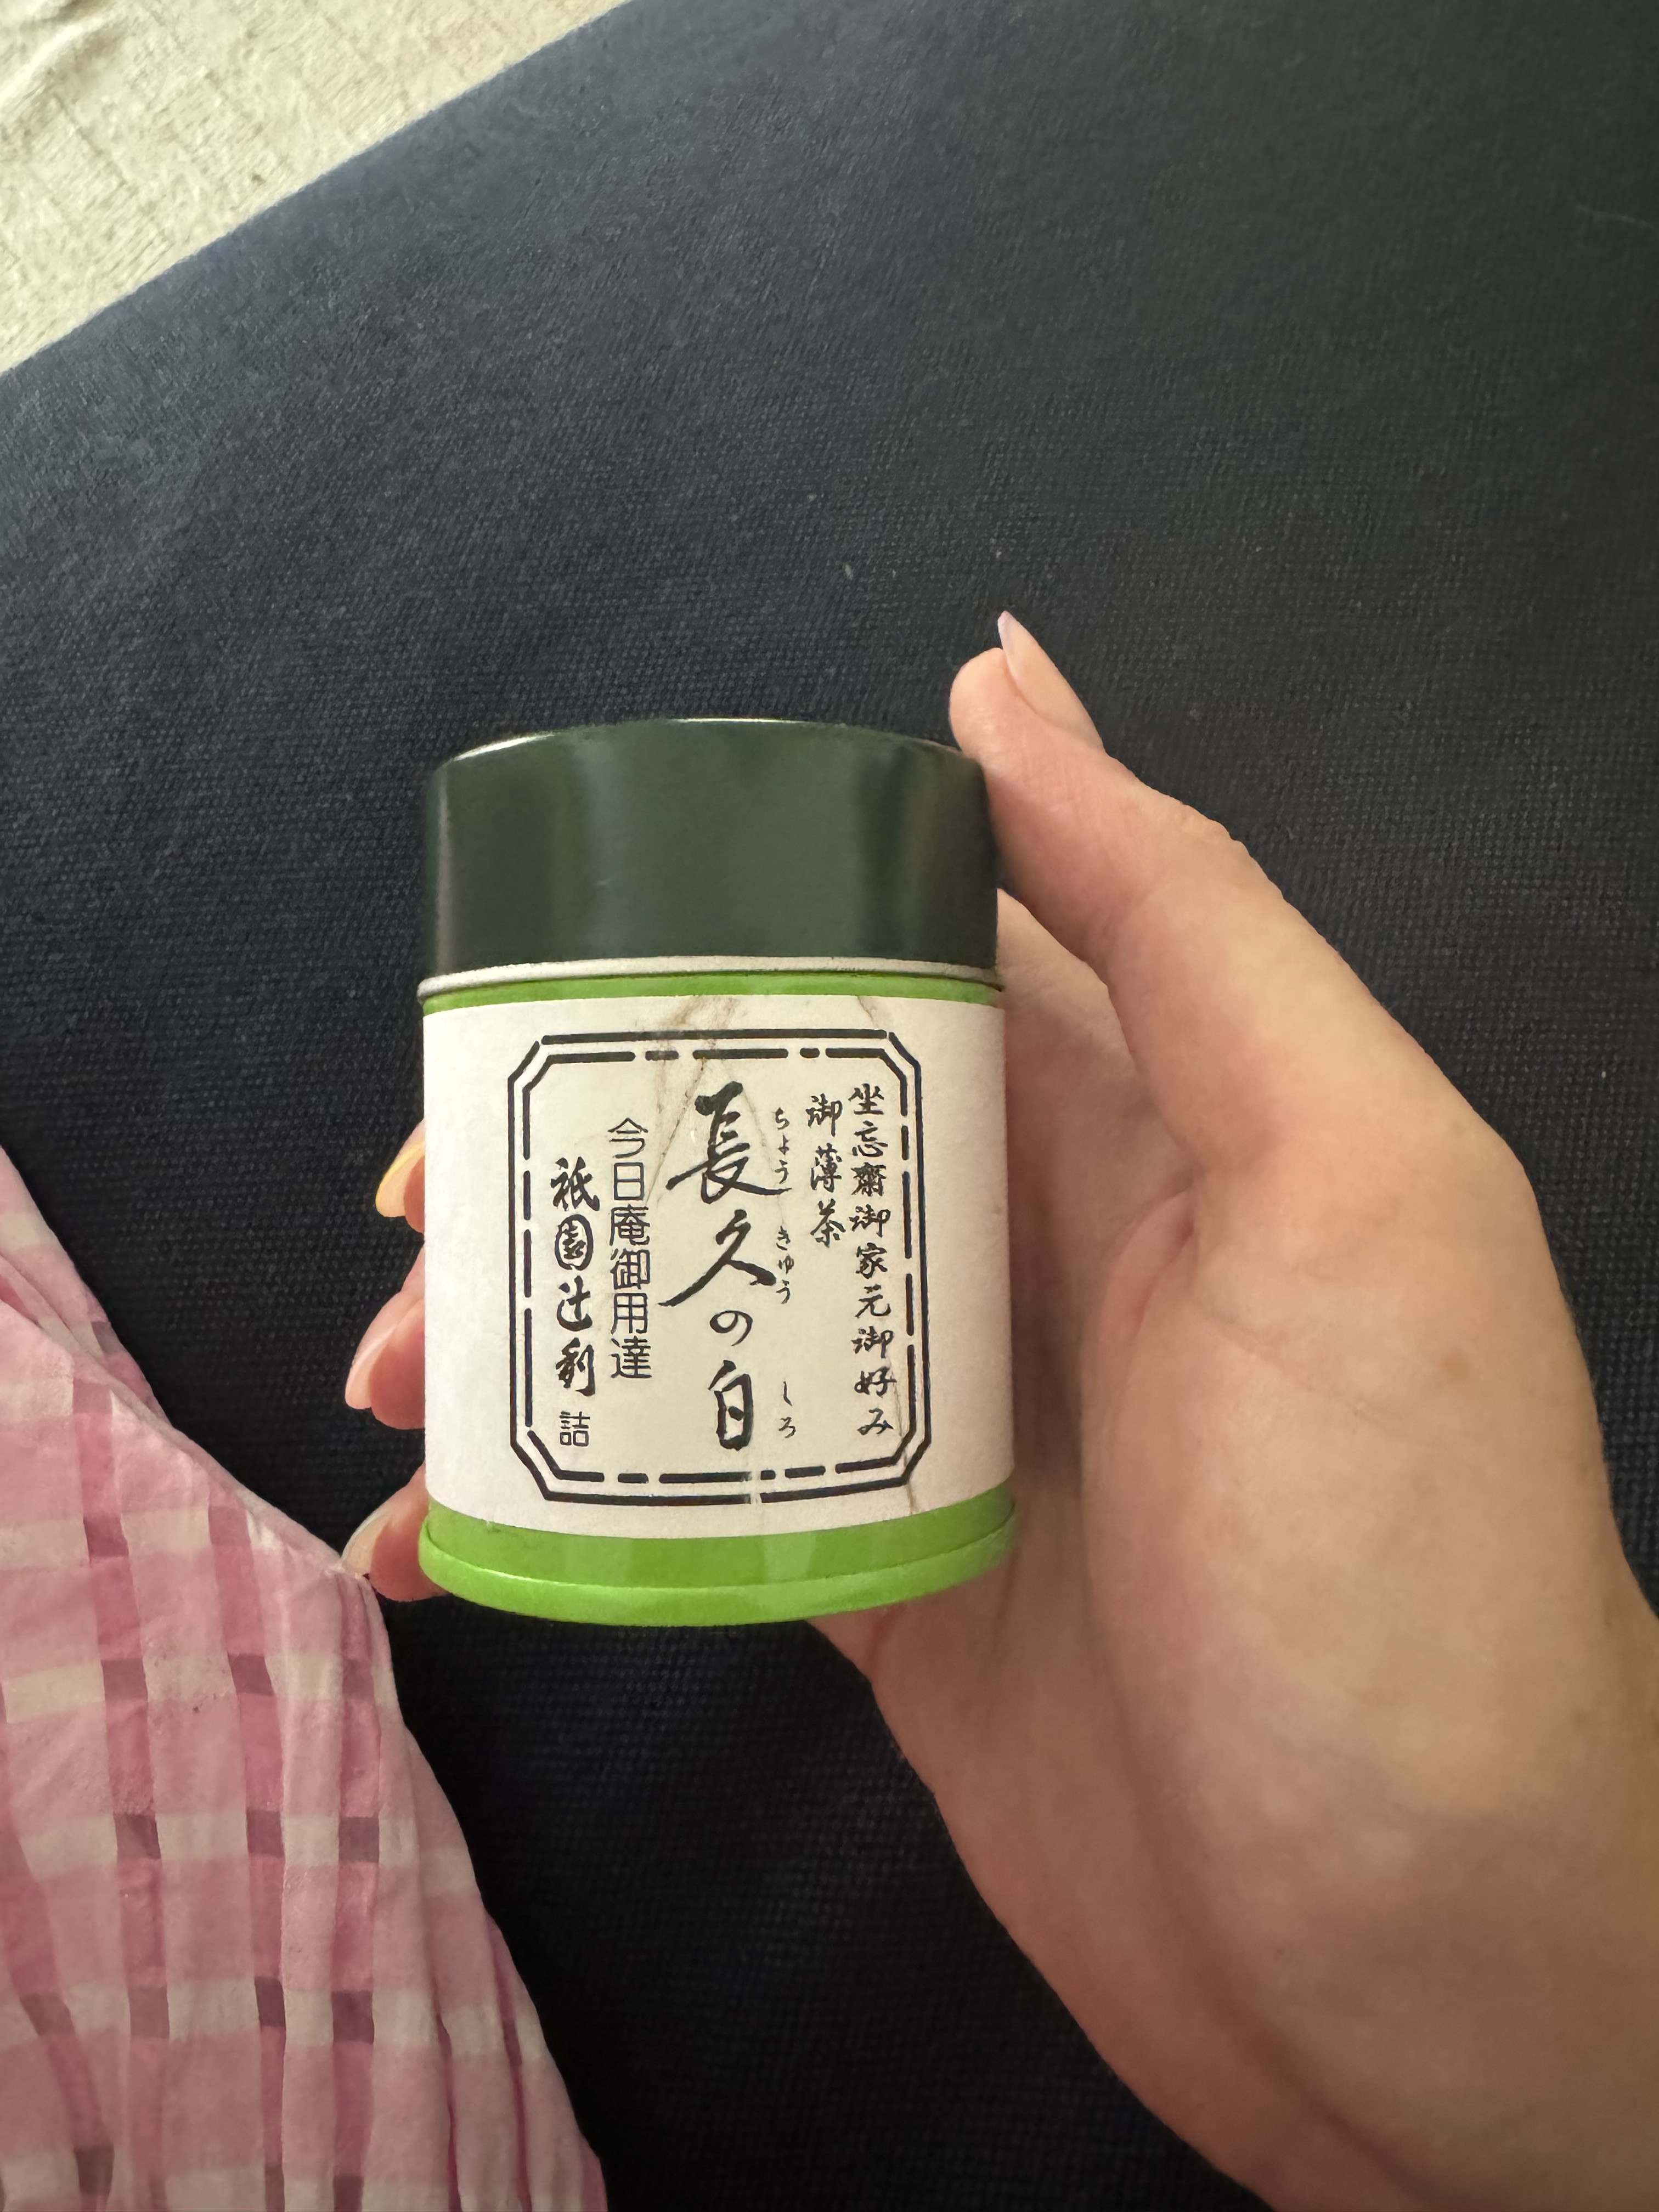 坐忘斎御家元御好み
御薄茶
長久の白
ちょうきゅう しろ
今日庵御用達
祇園辻利 詰